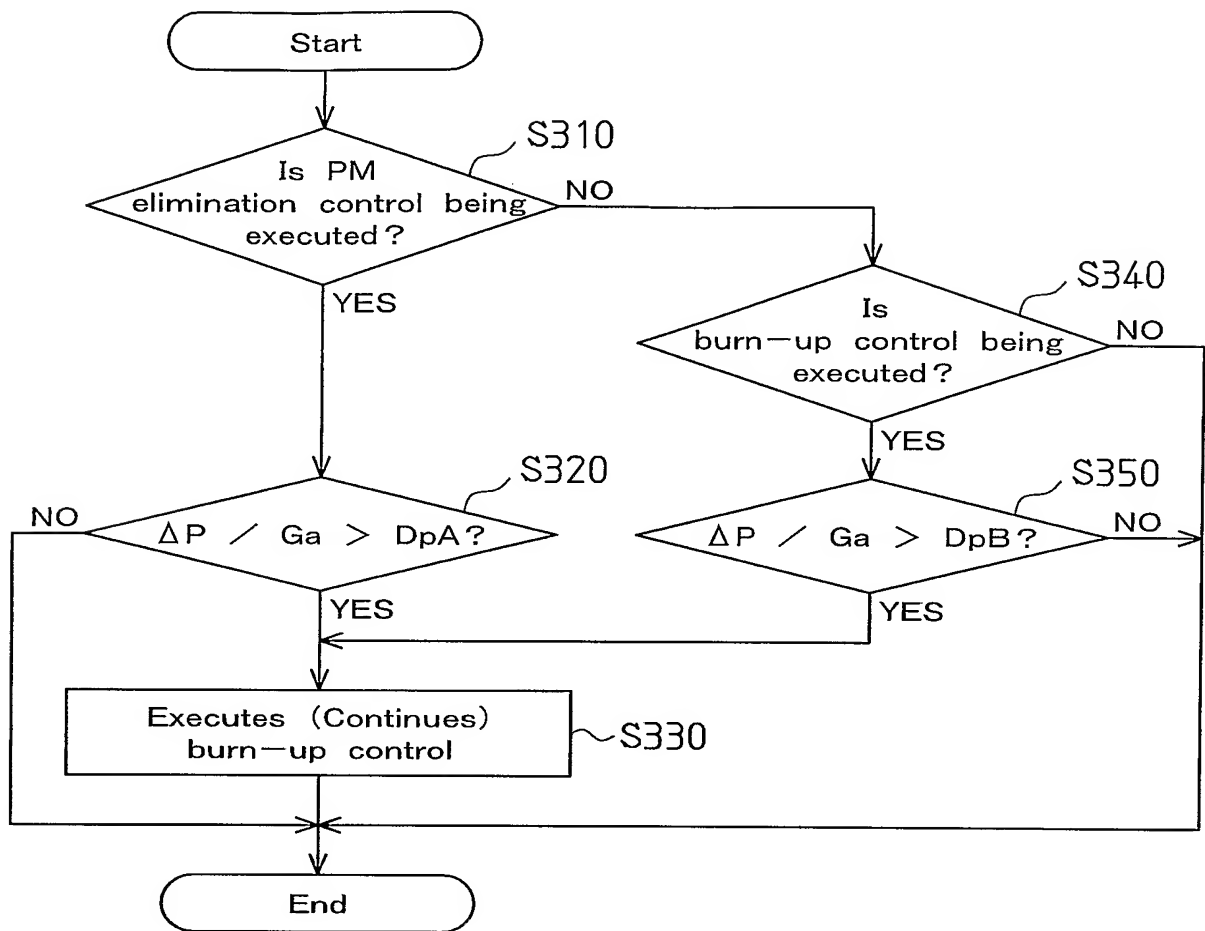 Start
S310
Is PM
elimination control being
executed?
NO
YES
S340
Is
burn-up control being
executed?
NO
YES
S320
NO
ΔP / Ga > DpA?
YES
S350
ΔP / Ga > DpB?
NO
YES
Executes (Continues)
burn-up control
S330
End